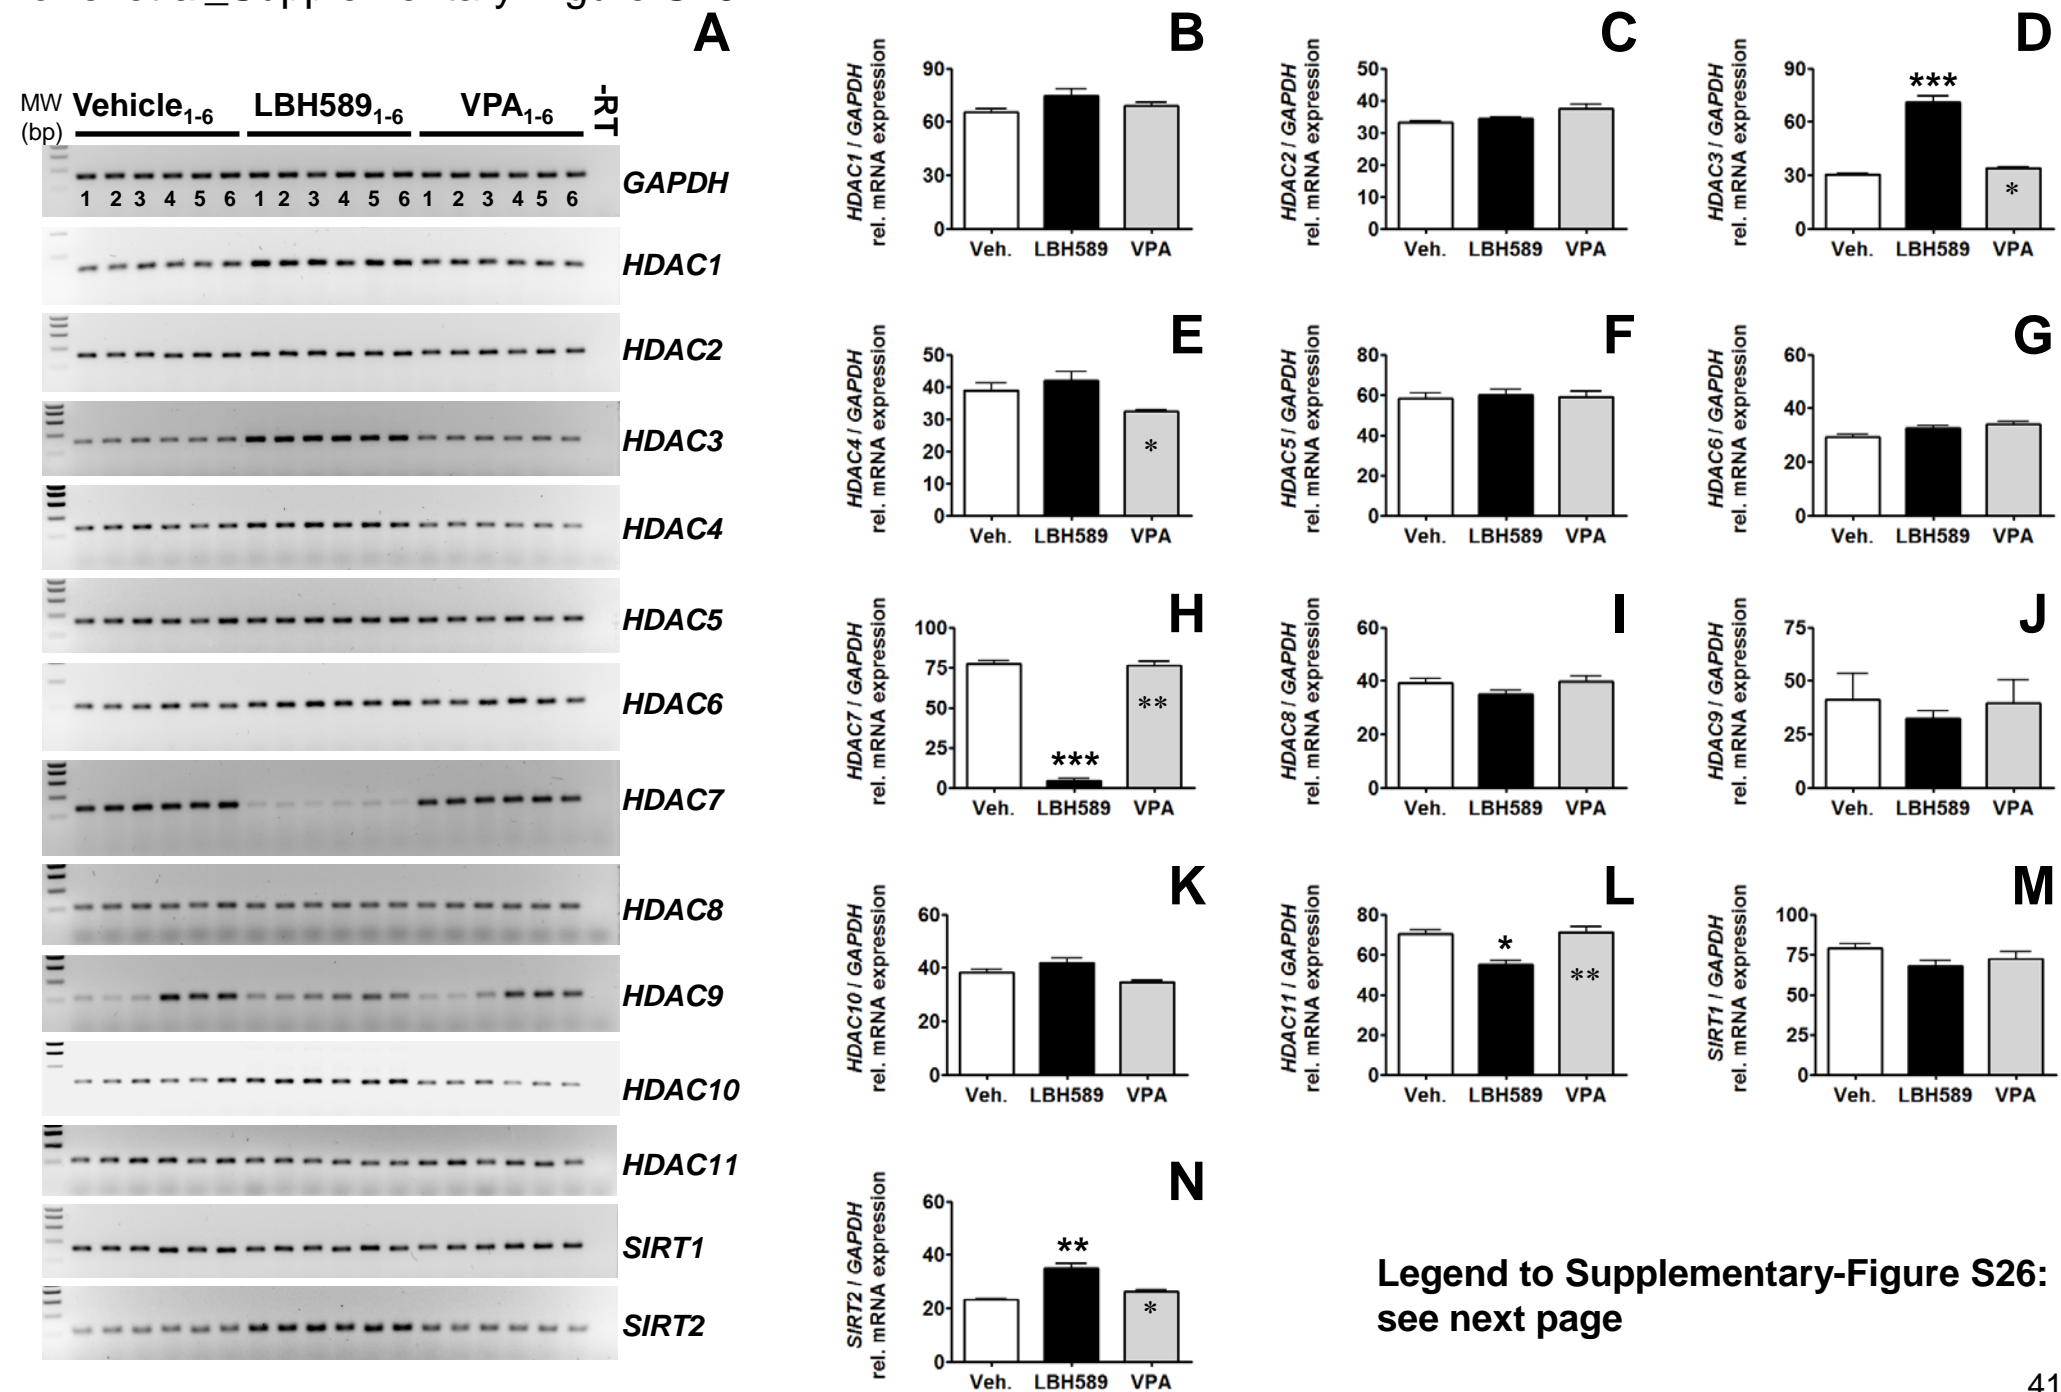 A
MW
(bp)
Vehicle1-6
LBH5891-6
VPA1-6
-RT
GAPDH
1 2 3 4 5 6 1 2 3 4 5 6 1 2 3 4 5 6
HDAC1
HDAC2
HDAC3
HDAC4
HDAC5
HDAC6
HDAC7
HDAC8
HDAC9
HDAC10
HDAC11
SIRT1
SIRT2
B
HDAC1 / GAPDH
rel. mRNA expression
90
60
30
0
Veh. LBH589 VPA
C
HDAC2 / GAPDH
rel. mRNA expression
50
40
30
20
10
0
Veh. LBH589 VPA
D
HDAC3 / GAPDH
rel. mRNA expression
90
60
30
0
***
*
Veh. LBH589 VPA
E
HDAC4 / GAPDH
rel. mRNA expression
50
40
30
20
10
0
*
Veh. LBH589 VPA
F
HDAC5 / GAPDH
rel. mRNA expression
80
60
40
20
0
Veh. LBH589 VPA
G
HDAC6 / GAPDH
rel. mRNA expression
60
40
20
0
Veh. LBH589 VPA
H
HDAC7 / GAPDH
rel. mRNA expression
100
75
50
25
0
***
**
Veh. LBH589 VPA
I
HDAC8 / GAPDH
rel. mRNA expression
60
40
20
0
Veh. LBH589 VPA
J
HDAC9 / GAPDH
rel. mRNA expression
75
50
25
0
Veh. LBH589 VPA
K
HDAC10 / GAPDH
rel. mRNA expression
60
40
20
0
Veh. LBH589 VPA
L
HDAC11 / GAPDH
rel. mRNA expression
80
60
40
20
0
*
**
Veh. LBH589 VPA
M
SIRT1 / GAPDH
rel. mRNA expression
100
75
50
25
0
Veh. LBH589 VPA
N
SIRT2 / GAPDH
rel. mRNA expression
60
40
20
0
**
*
Veh. LBH589 VPA
Legend to Supplementary-Figure S26:
see next page
41